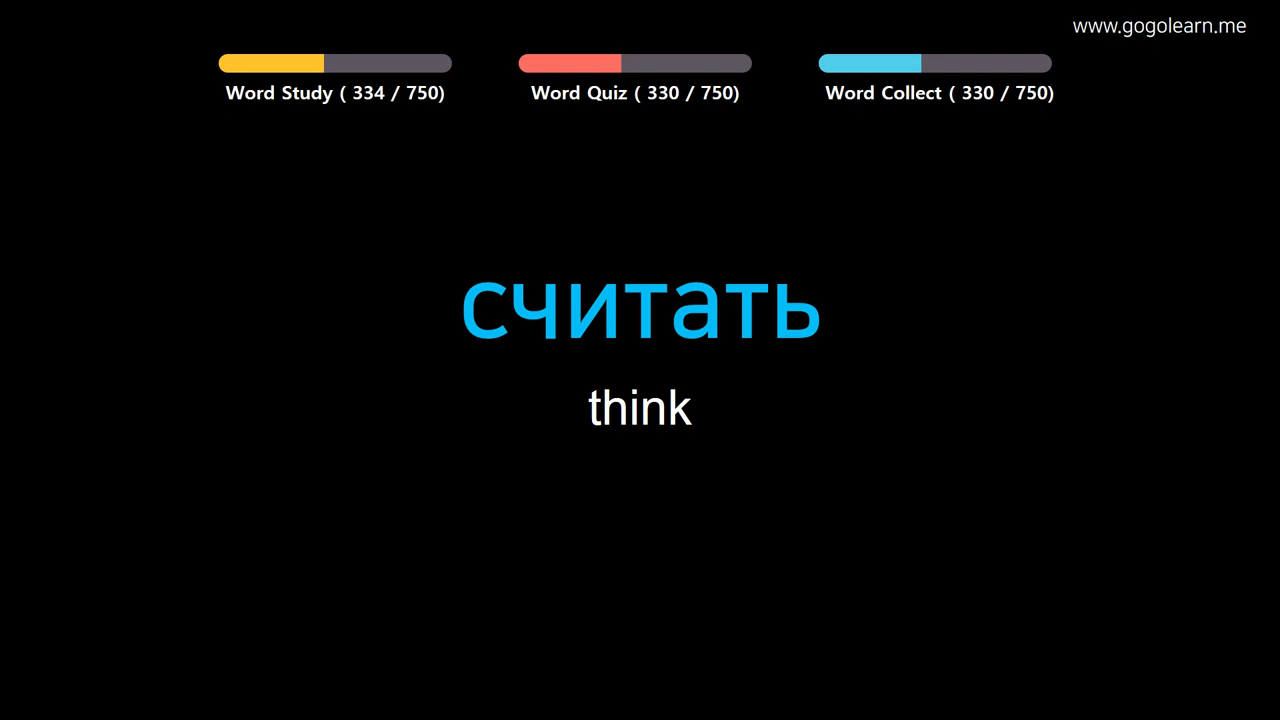 www.gogolearn.me
Word Study ( 334 / 750)
Word Quiz ( 330 / 750)
Word Collect ( 330 / 750)
считать
think